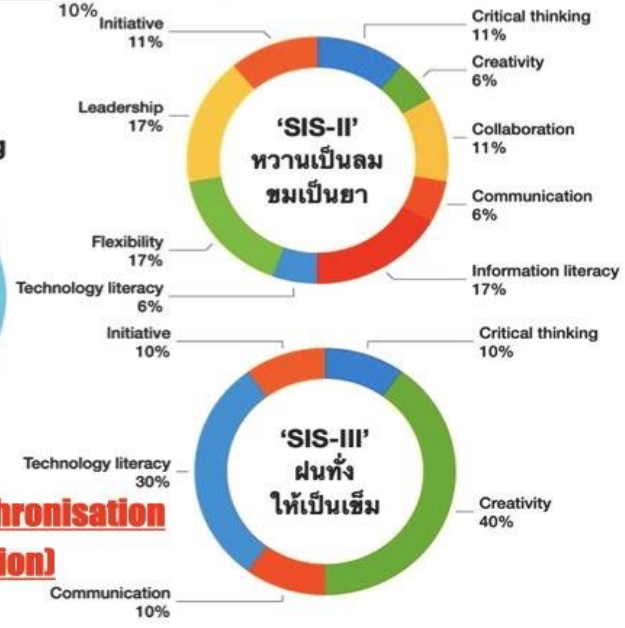 10%
Initiative
11%
Leadership
17%
Flexibility
17%
Technology literacy
6%
'SIS-II'
หวานเป็นลม
ขมเป็นยา
Critical thinking
11%
Creativity
6%
Collaboration
11%
Communication
6%
Information literacy
17%
g
Initiative
10%
Technology literacy
30%
Communication
10%
'SIS-III'
ฝนทั่ง
ให้เป็นเข็ม
Critical thinking
10%
Creativity
40%
hronisation
ion)